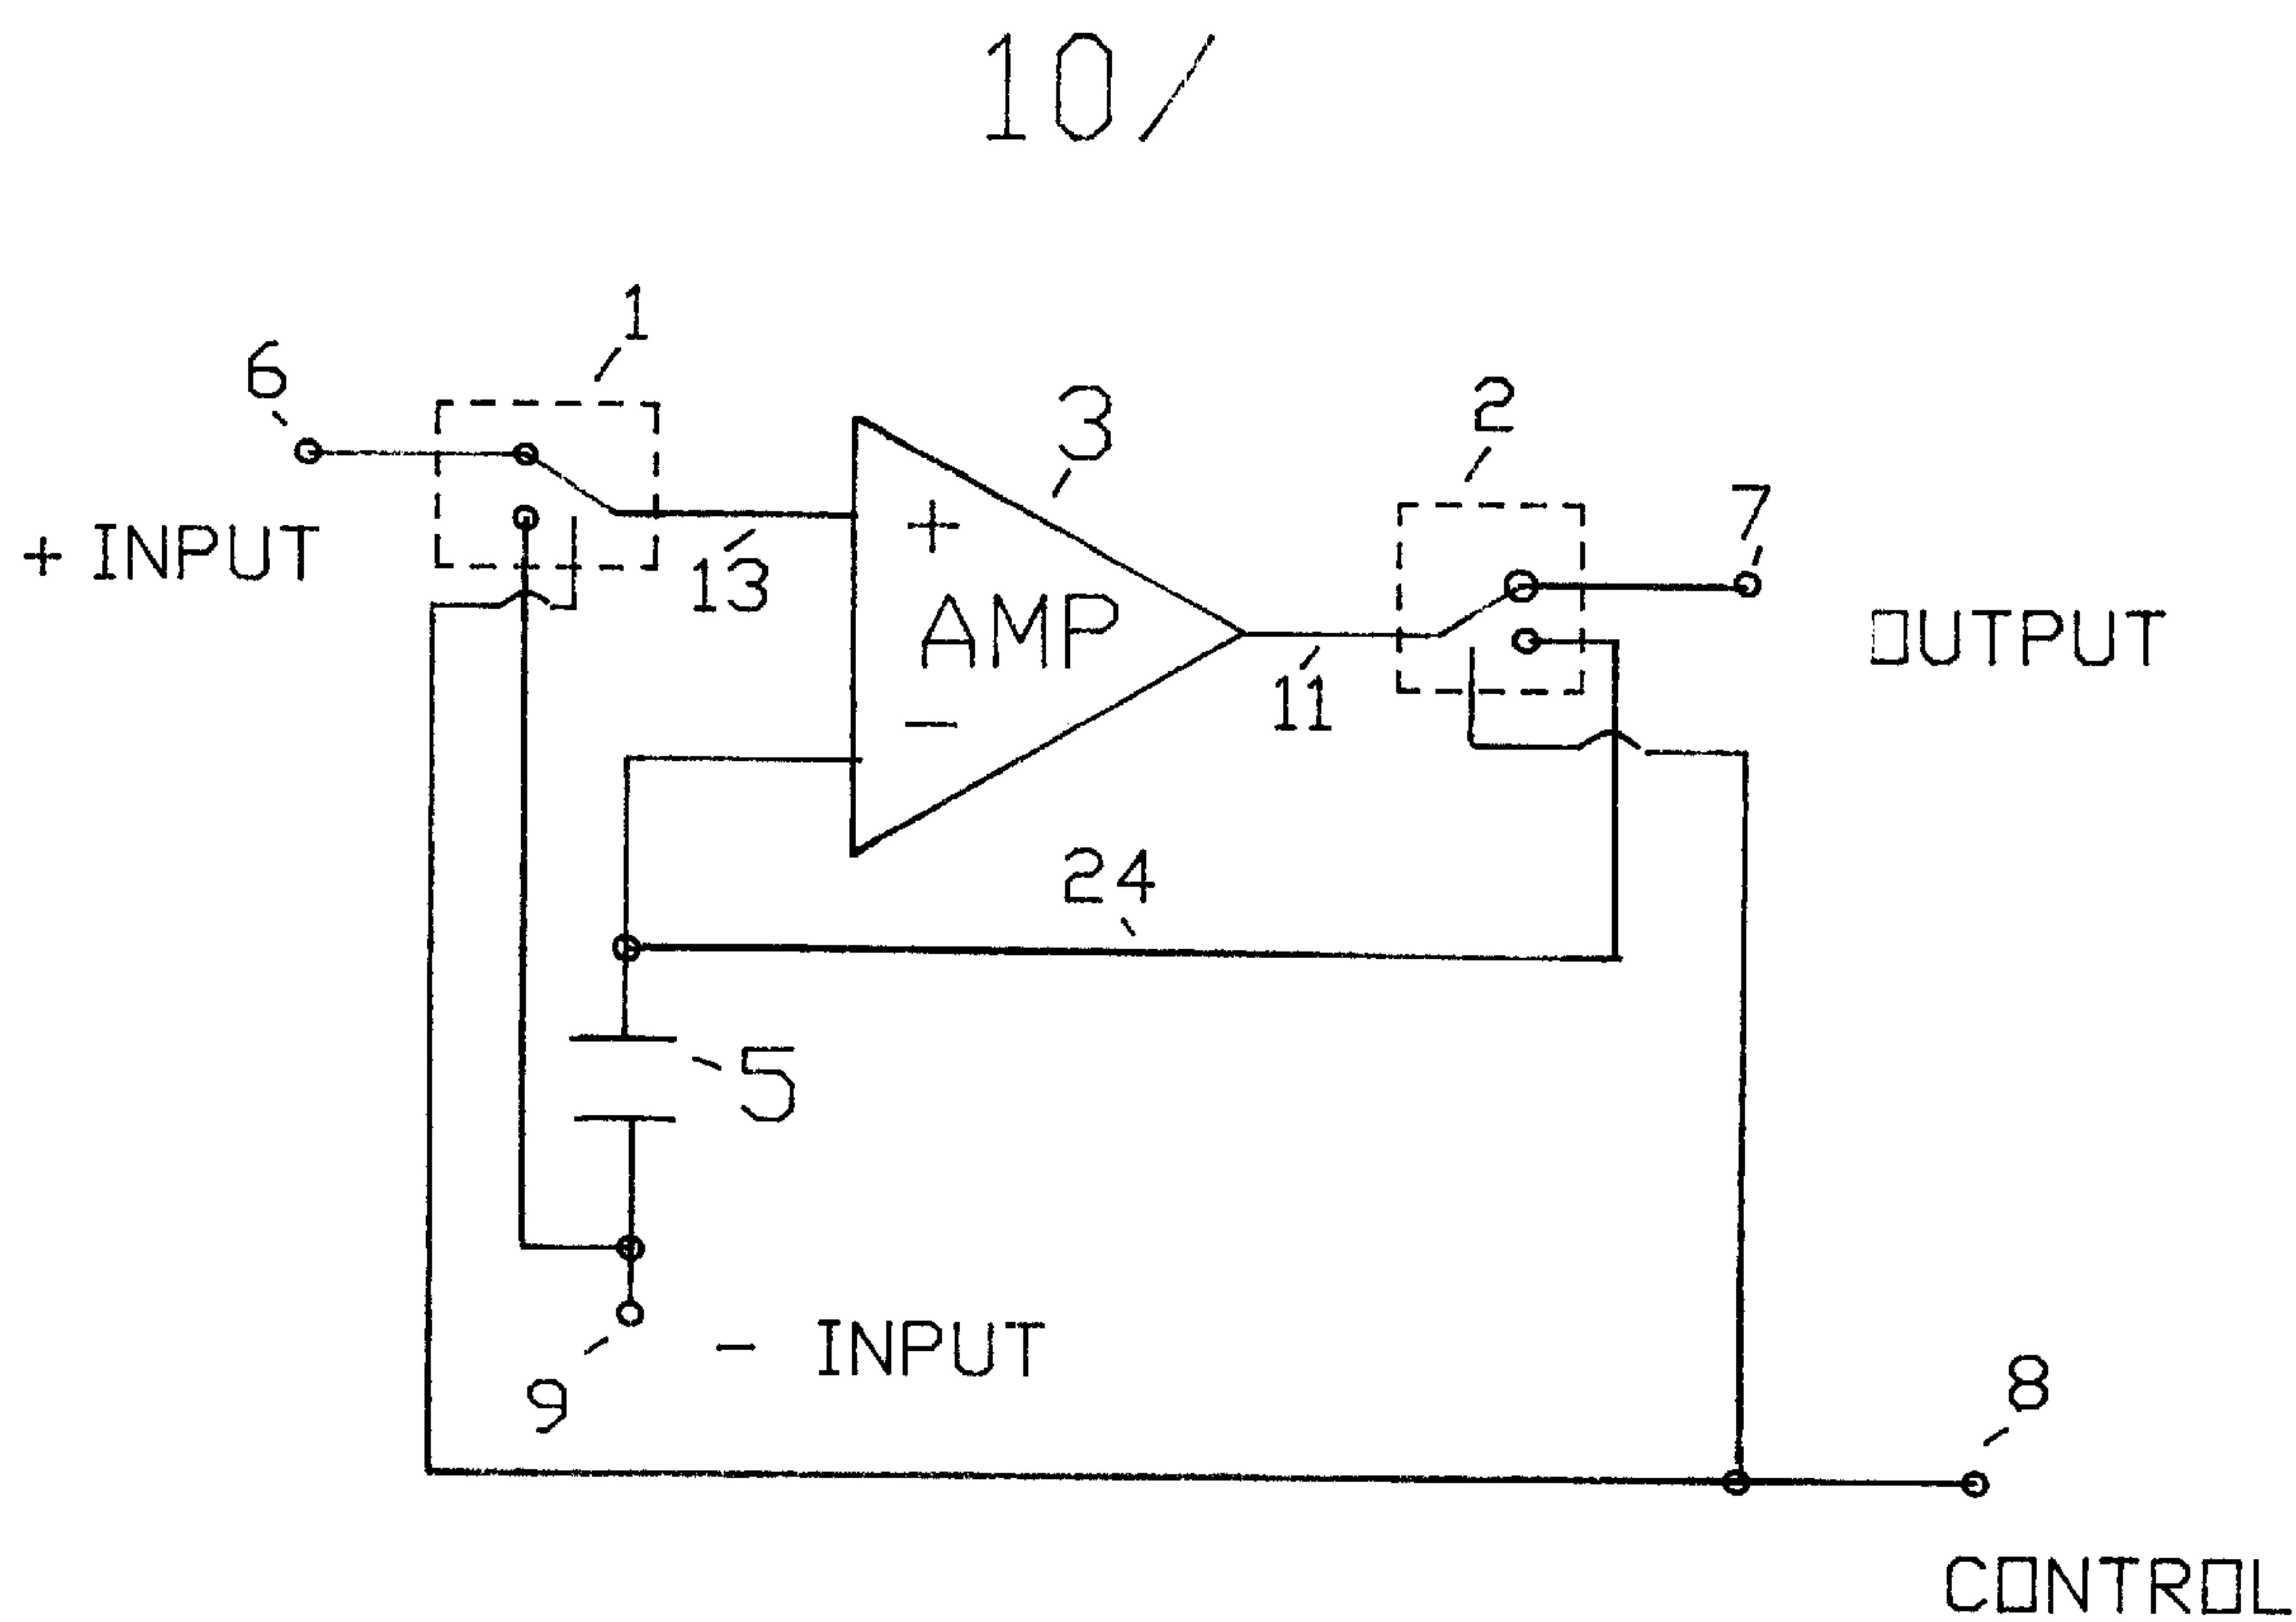 10/
1
6
3
2
7
+ INPUT
+
13
AMP
OUTPUT
11
-
24
5
- INPUT
9
8
CONTROL